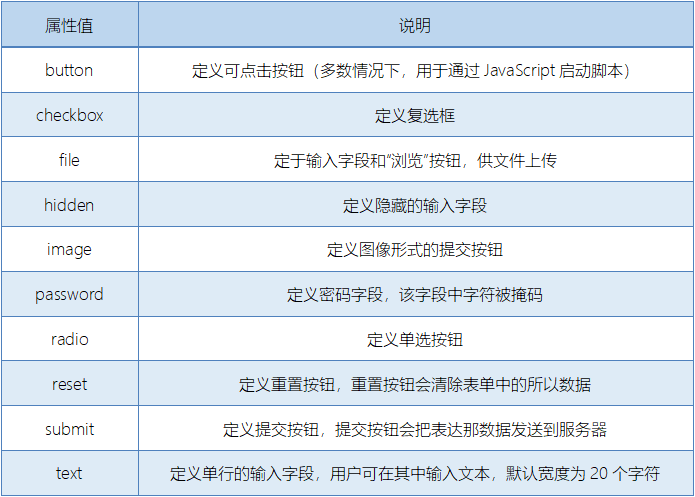 属性值 说明
button 定义可点击按钮（多数情况下，用于通过 JavaScript 启动脚本）
checkbox 定义复选框
file 定于输入字段和“浏览”按钮，供文件上传
hidden 定义隐藏的输入字段
image 定义图像形式的提交按钮
password 定义密码字段，该字段中字符被掩码
radio 定义单选按钮
reset 定义重置按钮，重置按钮会清除表单中的所以数据
submit 定义提交按钮，提交按钮会把表达那数据发送到服务器
text 定义单行的输入字段，用户可在其中输入文本，默认宽度为 20 个字符